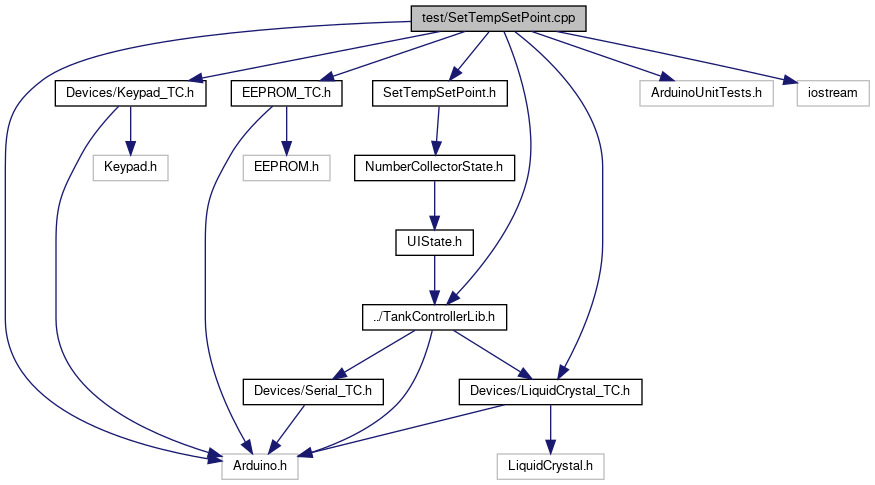 test/SetTempSetPoint.cpp
Devices/Keypad_TC.h
EEPROM_TC.h
SetTempSetPoint.h
ArduinoUnitTests.h
iostream
Keypad.h
EEPROM.h
NumberCollectorState.h
UIState.h
../TankControllerLib.h
Devices/Serial_TC.h
Devices/LiquidCrystal_TC.h
Arduino.h
LiquidCrystal.h